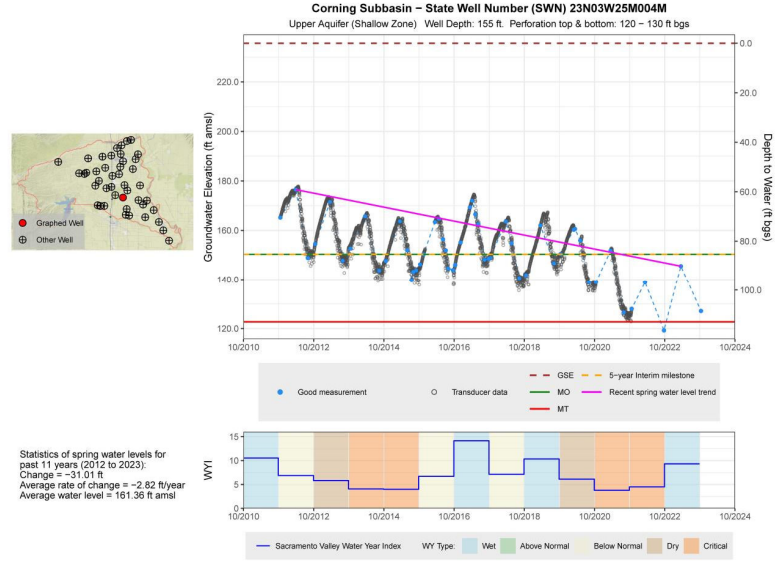 Corning Subbasin − State Well Number (SWN) 23N03W25M004M
Upper Aquifer (Shallow Zone) Well Depth: 155 ft. Perforation top & bottom: 120 − 130 ft bgs
Groundwater Elevation (ft amsl)
220.0
200.0
180.0
160.0
140.0
120.0
0.0
20.0
40.0
60.0
80.0
100.0
Depth to Water (ft bgs)
10/2010 10/2012 10/2014 10/2016 10/2018 10/2020 10/2022 10/2024
Graphed Well
Other Well
Good measurement
Transducer data
GSE
MO
MT
5−year Interim milestone
Recent spring water level trend
Statistics of spring water levels for
past 11 years (2012 to 2023):
Change = −31.01 ft
Average rate of change = −2.82 ft/year
Average water level = 161.36 ft amsl
WYI
15
10
5
0
10/2010 10/2012 10/2014 10/2016 10/2018 10/2020 10/2022 10/2024
Sacramento Valley Water Year Index WY Type: Wet Above Normal Below Normal Dry Critical